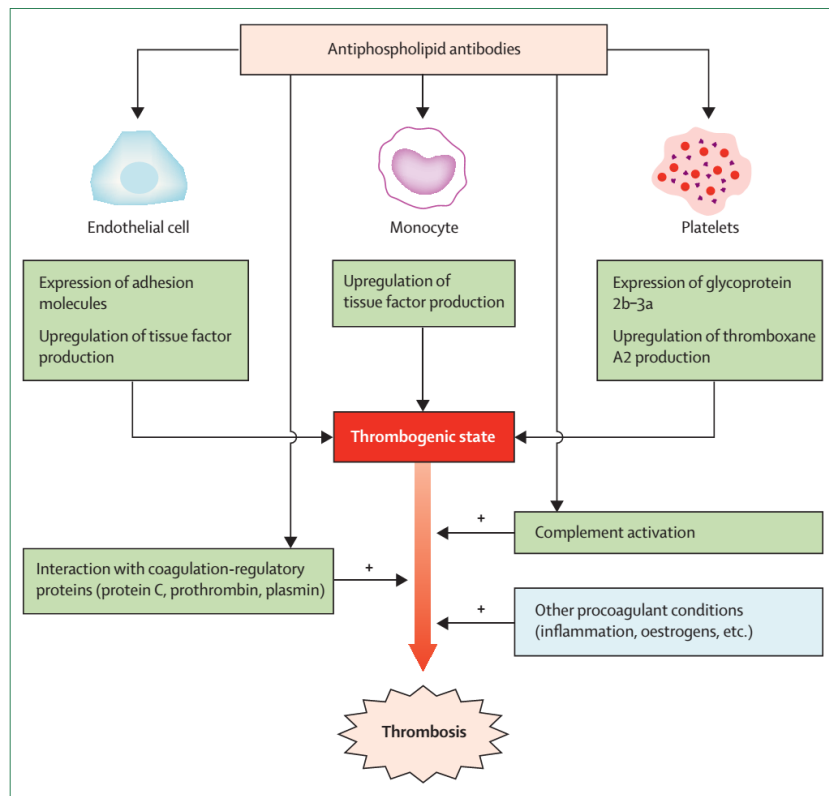 Antiphospholipid antibodies
Endothelial cell
Monocyte
Platelets
Expression of adhesion
molecules
Upregulation of tissue factor
production
Upregulation of
tissue factor production
Expression of glycoprotein
2b–3a
Upregulation of thromboxane
A2 production
Thrombogenic state
+
Complement activation
Interaction with coagulation-regulatory
proteins (protein C, prothrombin, plasmin)
+
+
Other procoagulant conditions
(inflammation, oestrogens, etc.)
Thrombosis